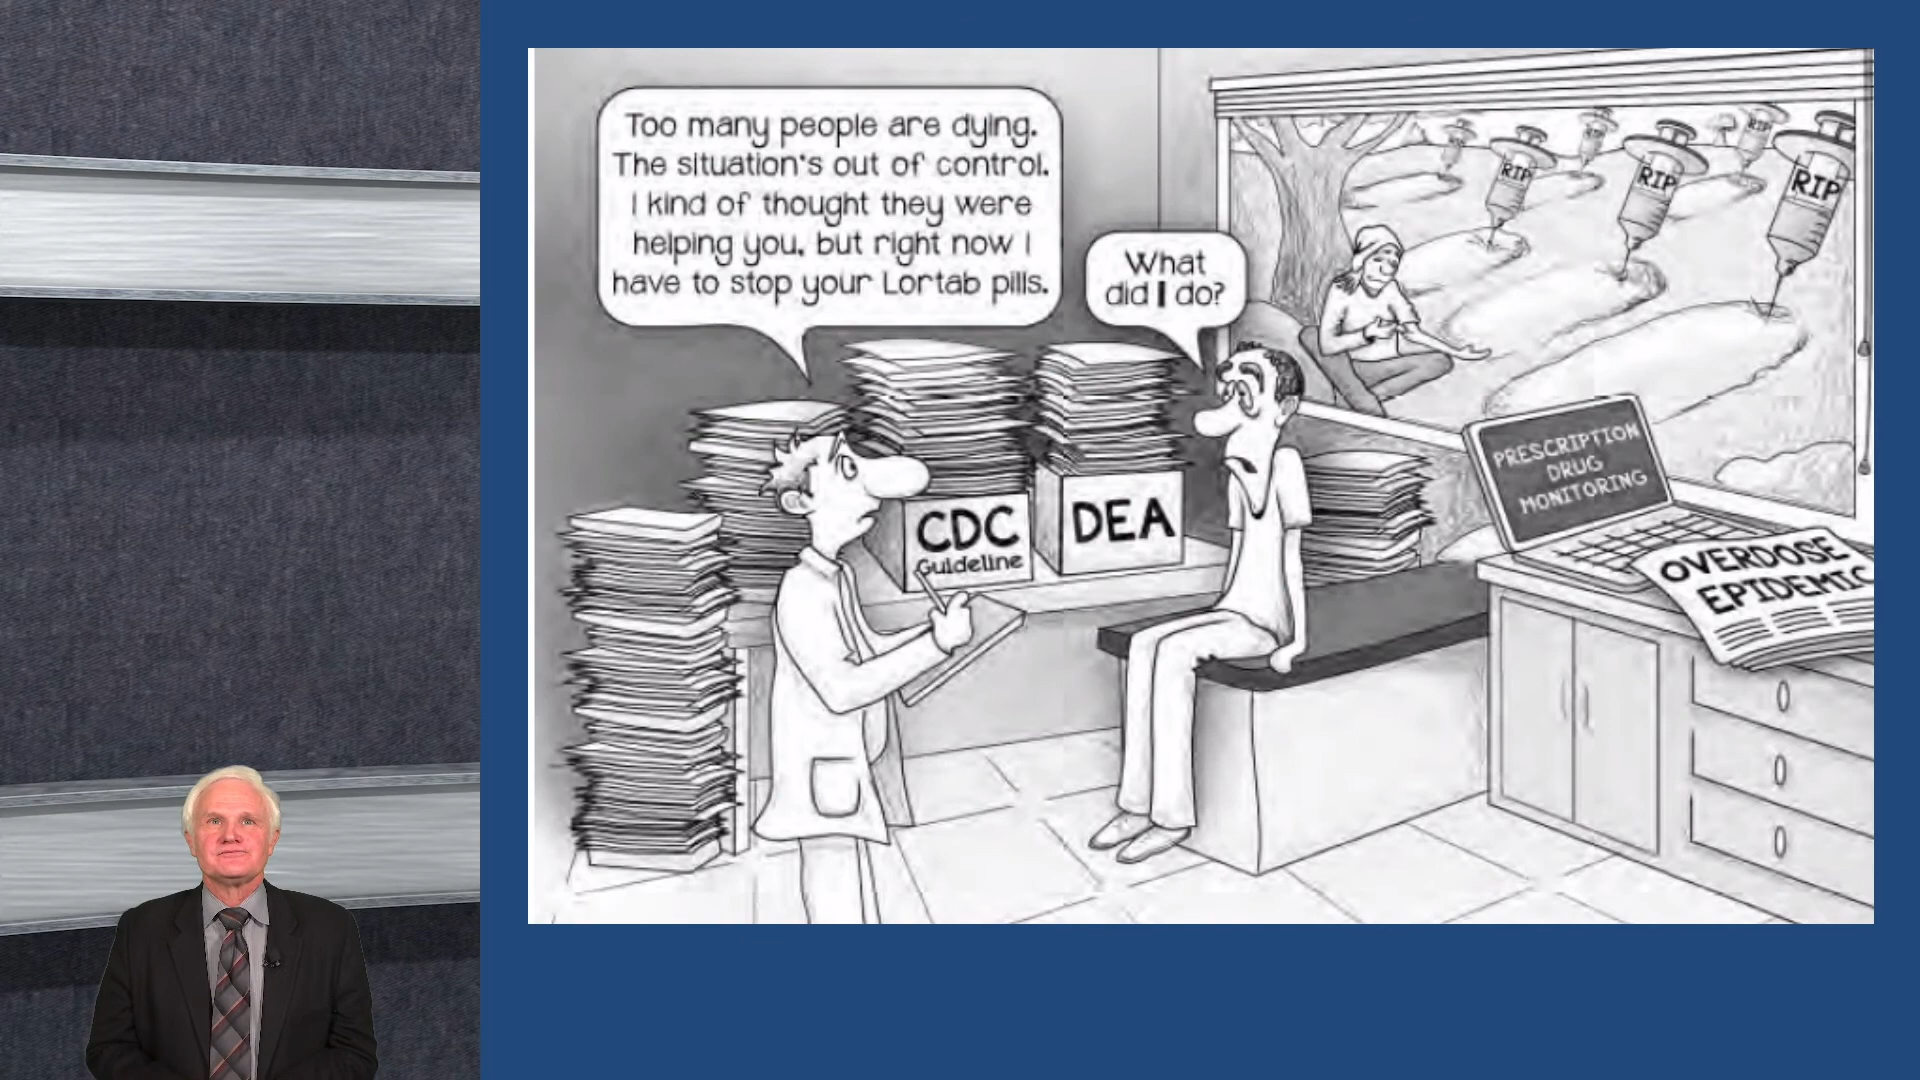 Too many people are dying.
The situation's out of control.
I kind of thought they were
helping you, but right now I
have to stop your Lortab pills.
What
did I do?
RIP
RIP
RIP
RIP
RIP
RIP
CDC
Guideline
DEA
PRESCRIPTION
DRUG
MONITORING
OVERDOSE
EPIDEMIC